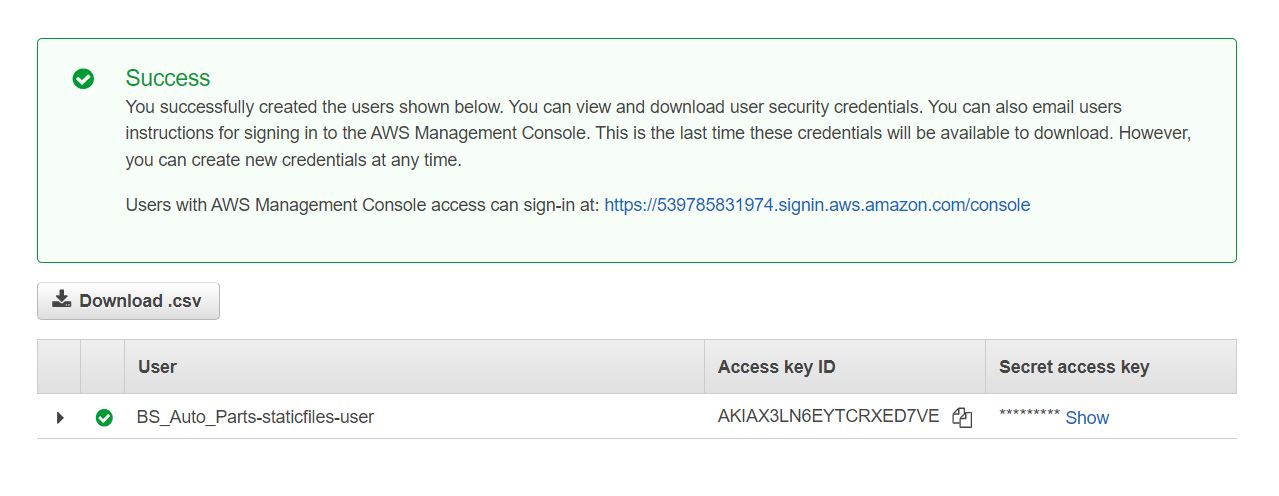 Success
You successfully created the users shown below. You can view and download user security credentials. You can also email users
instructions for signing in to the AWS Management Console. This is the last time these credentials will be available to download. However,
you can create new credentials at any time.
Users with AWS Management Console access can sign-in at: https://539785831974.signin.aws.amazon.com/console
Download .csv
User Access key ID Secret access key
BS_Auto_Parts-staticfiles-user AKIAX3LN6EYTCRXED7VE ********* Show